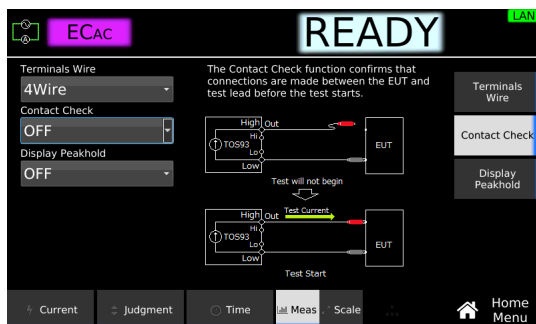 ECAC
READY
LAN
Terminals Wire
4Wire
Contact Check
OFF
Display Peakhold
OFF
The Contact Check function confirms that
connections are made between the EUT and
test lead before the test starts.
High Out
Hi
TOS93
Lo
Low
EUT
Test will not begin
High Out
Test Current
Hi
TOS93
Lo
Low
EUT
Test Start
Terminals
Wire
Contact Check
Display
Peakhold
Current
Judgment
Time
Meas
Scale
Home
Menu